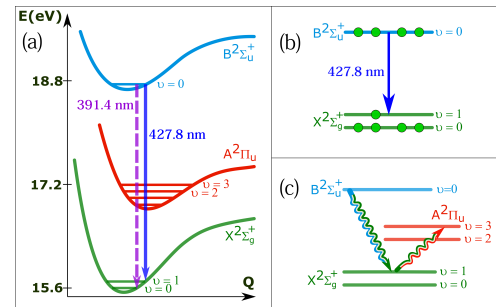 E(eV)
(a)
B²Σᵤ⁺
υ = 0
18.8
391.4 nm
427.8 nm
A²Πᵤ
17.2
υ = 3
υ = 2
X²Σg⁺
υ = 1
υ = 0
15.6
Q
(b)
B²Σᵤ⁺
υ = 0
427.8 nm
X²Σg⁺
υ = 1
υ = 0
(c)
B²Σᵤ⁺
υ=0
A²Πᵤ
υ = 3
υ = 2
X²Σg⁺
υ = 1
υ = 0